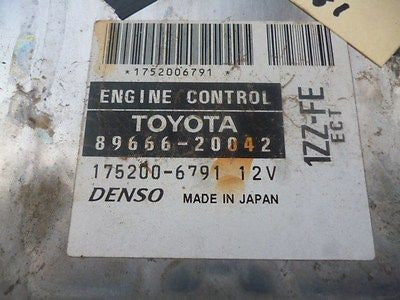 *1752006791*
ENGINE CONTROL
TOYOTA
89666-20042
175200-6791 12V
DENSO MADE IN JAPAN
1ZZ-FE
ECT